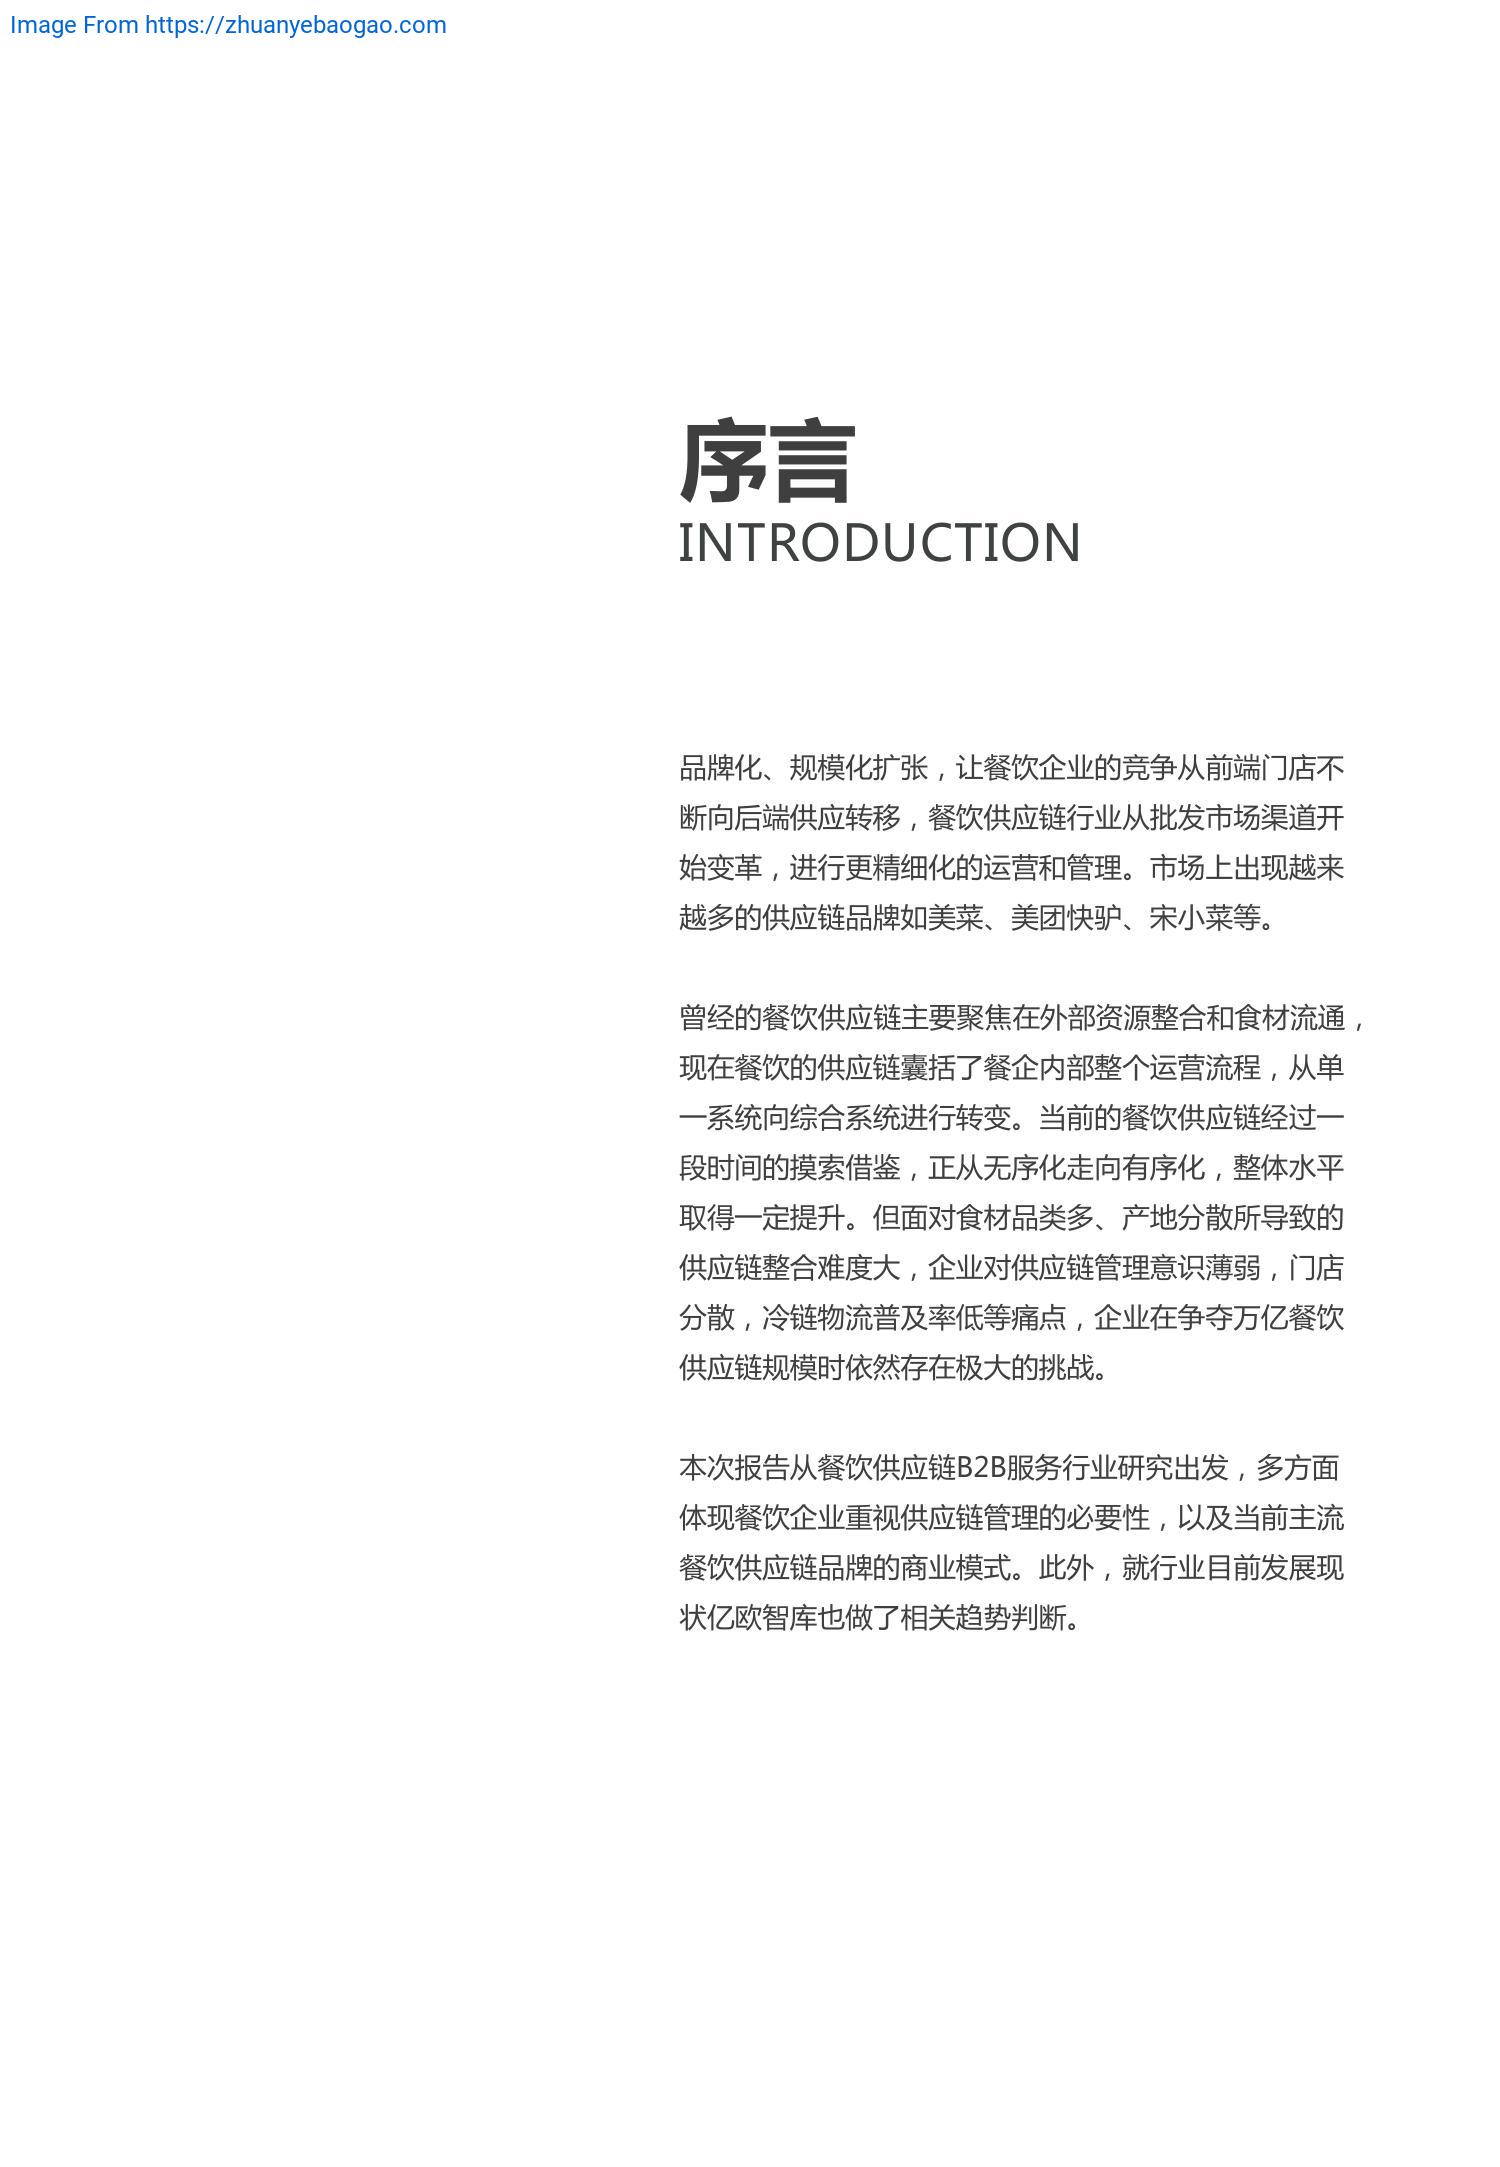 Image From https://zhuanyebaogao.com
序言
INTRODUCTION
品牌化、规模化扩张，让餐饮企业的竞争从前端门店不
断向后端供应转移，餐饮供应链行业从批发市场渠道开
始变革，进行更精细化的运营和管理。市场上出现越来
越多的供应链品牌如美菜、美团快驴、宋小菜等。
曾经的餐饮供应链主要聚焦在外部资源整合和食材流通，
现在餐饮的供应链囊括了餐企内部整个运营流程，从单
一系统向综合系统进行转变。当前的餐饮供应链经过一
段时间的摸索借鉴，正从无序化走向有序化，整体水平
取得一定提升。但面对食材品类多、产地分散所导致的
供应链整合难度大，企业对供应链管理意识薄弱，门店
分散，冷链物流普及率低等痛点，企业在争夺万亿餐饮
供应链规模时依然存在极大的挑战。
本次报告从餐饮供应链B2B服务行业研究出发，多方面
体现餐饮企业重视供应链管理的必要性，以及当前主流
餐饮供应链品牌的商业模式。此外，就行业目前发展现
状亿欧智库也做了相关趋势判断。